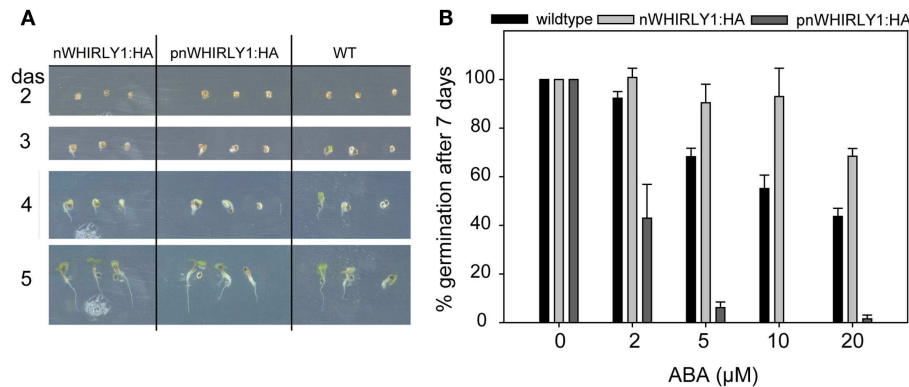 A
nWHIRLY1:HA pnWHIRLY1:HA WT
das
2
3
4
5
B
wildtype nWHIRLY1:HA pnWHIRLY1:HA
% germination after 7 days
100
80
60
40
20
0
0 2 5 10 20
ABA (µM)